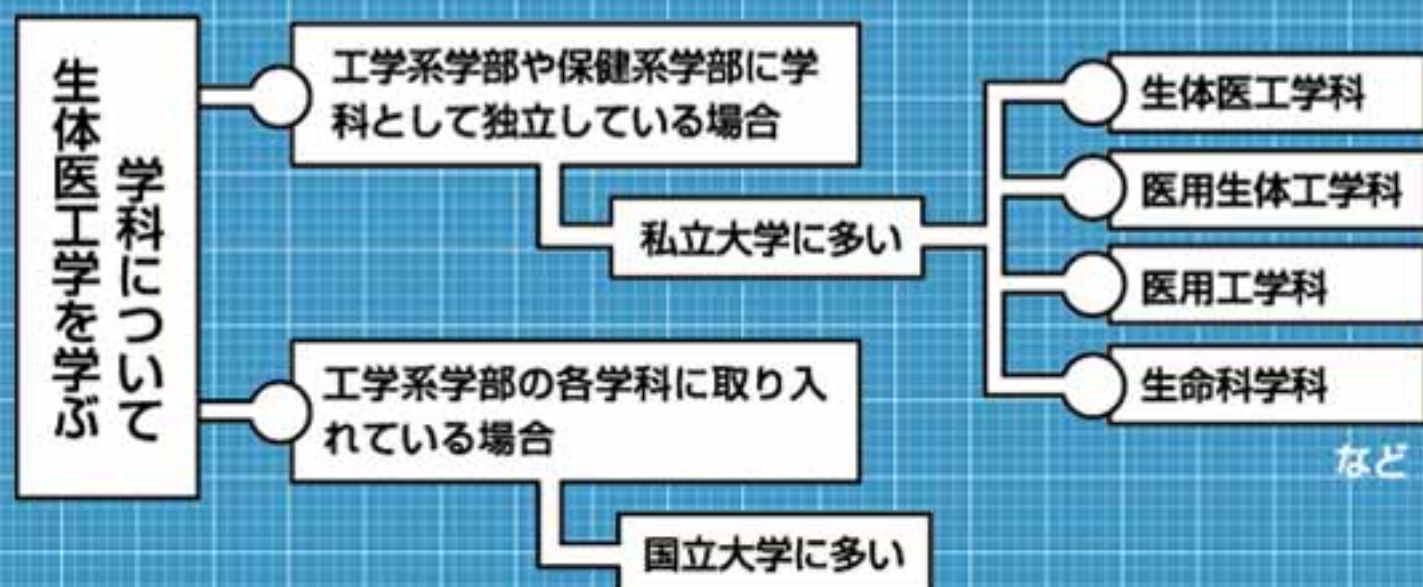 生体医工学を学ぶ
学科について
工学系学部や保健系学部に学
科として独立している場合
私立大学に多い
生体医工学科
医用生体工学科
医用工学科
生命科学科
など
工学系学部の各学科に取り入
れている場合
国立大学に多い